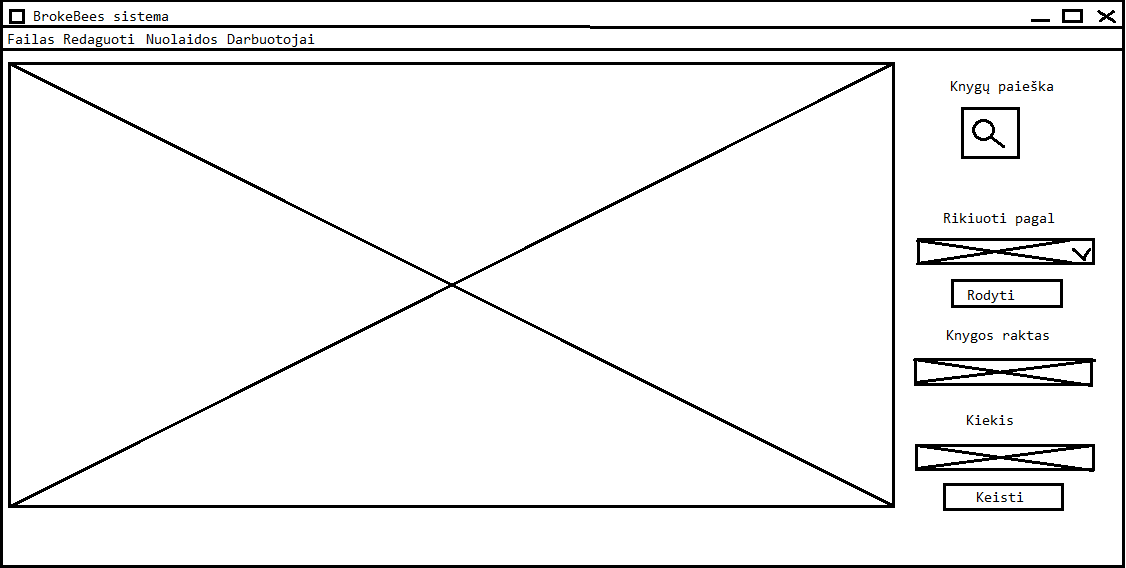 BrokeBees sistema
Failas Redaguoti Nuolaidos Darbuotojai
Knygų paieška
Rikiuoti pagal
Rodyti
Knygos raktas
Kiekis
Keisti